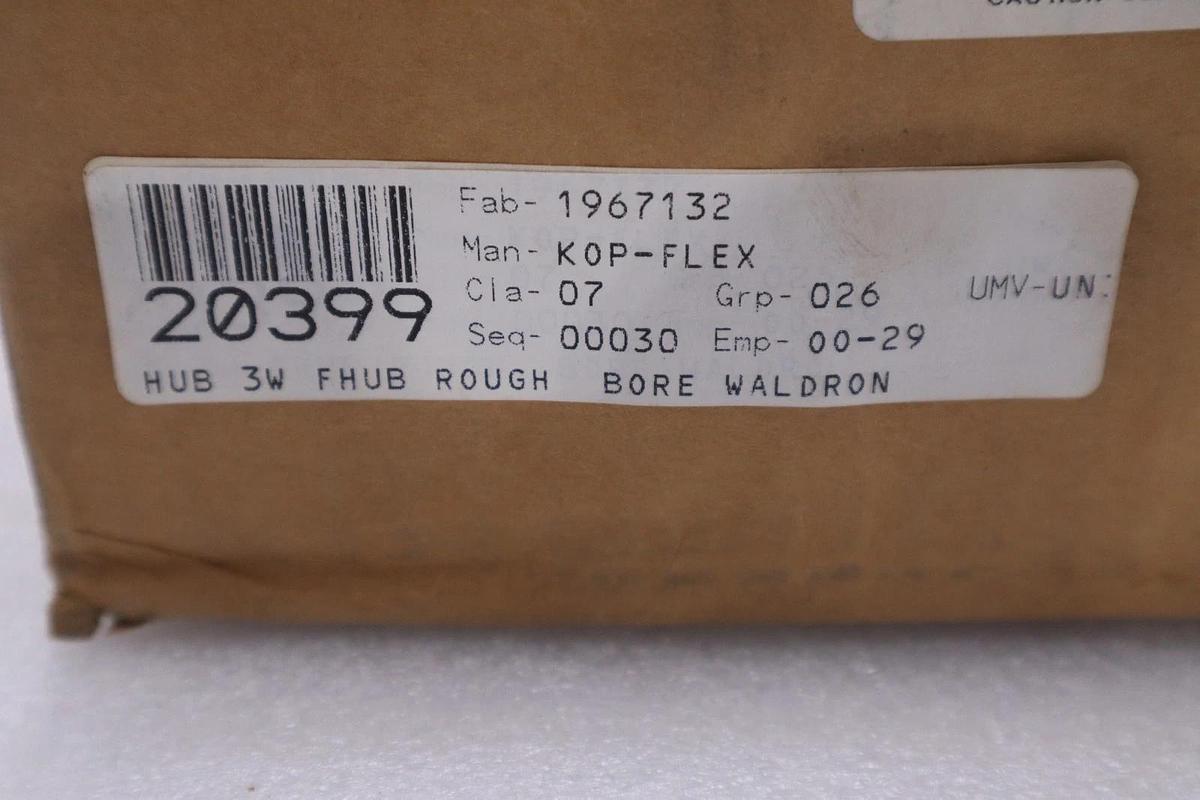 Fab- 1967132
Man- KOP-FLEX
Cla- 07 Grp- 026 UMV-UN
20399
Seq- 00030 Emp- 00-29
HUB 3W FHUB ROUGH BORE WALDRON